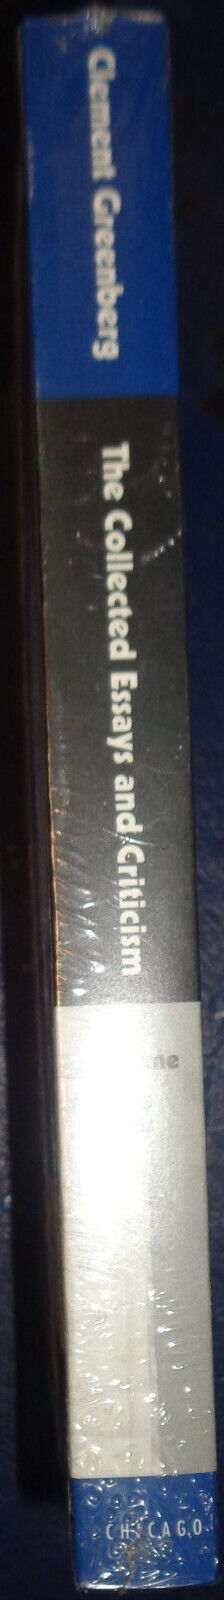 Clement Greenberg
The Collected Essays and Criticism
CHICAGO